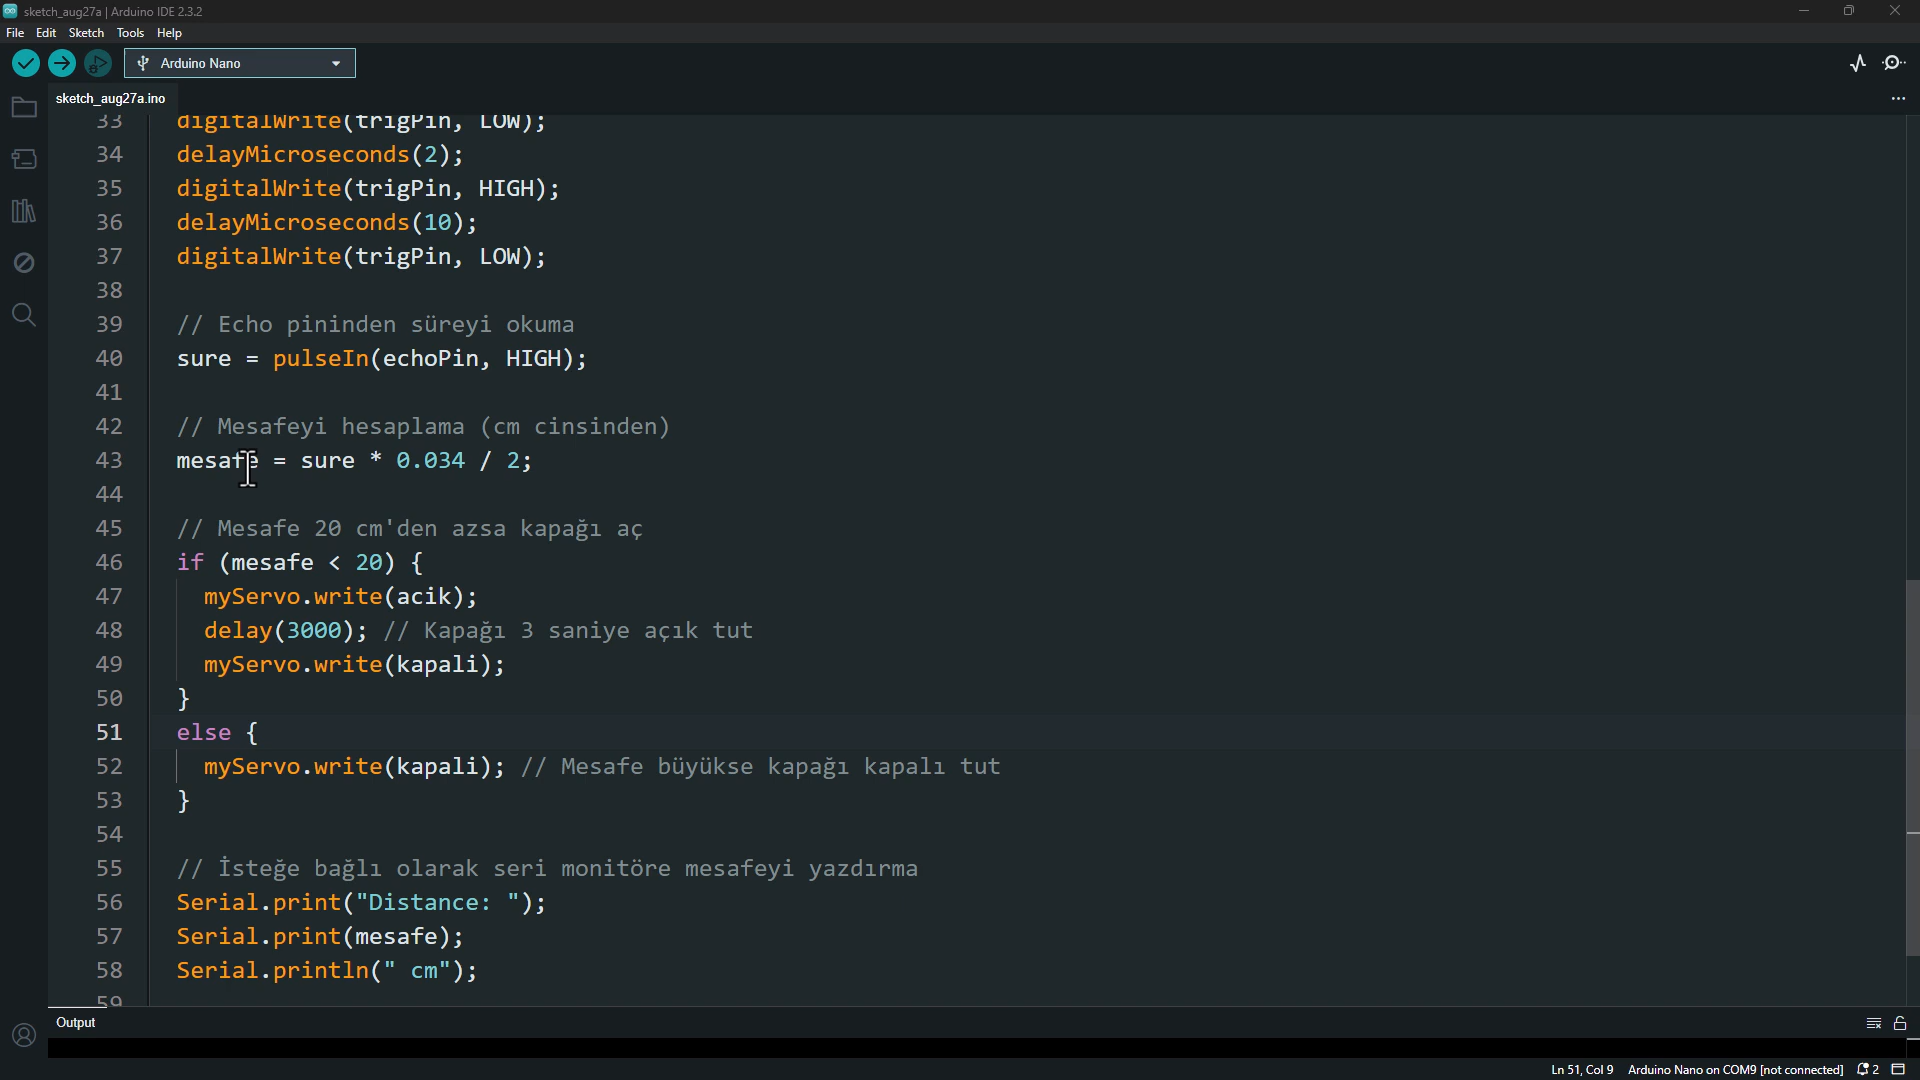 sketch_aug27a | Arduino IDE 2.3.2
File Edit Sketch Tools Help
Arduino Nano
sketch_aug27a.ino
33 digitalWrite(trigPin, LOW);
34 delayMicroseconds(2);
35 digitalWrite(trigPin, HIGH);
36 delayMicroseconds(10);
37 digitalWrite(trigPin, LOW);
38
39 // Echo pininden süreyi okuma
40 sure = pulseIn(echoPin, HIGH);
41
42 // Mesafeyi hesaplama (cm cinsinden)
43 mesafe = sure * 0.034 / 2;
44
45 // Mesafe 20 cm'den azsa kapağı aç
46 if (mesafe < 20) {
47 myServo.write(acik);
48 delay(3000); // Kapağı 3 saniye açık tut
49 myServo.write(kapali);
50 }
51 else {
52 myServo.write(kapali); // Mesafe büyükse kapağı kapalı tut
53 }
54
55 // İsteğe bağlı olarak seri monitöre mesafeyi yazdırma
56 Serial.print("Distance: ");
57 Serial.print(mesafe);
58 Serial.println(" cm");
59
Output
Ln 51, Col 9 Arduino Nano on COM9 [not connected] 2